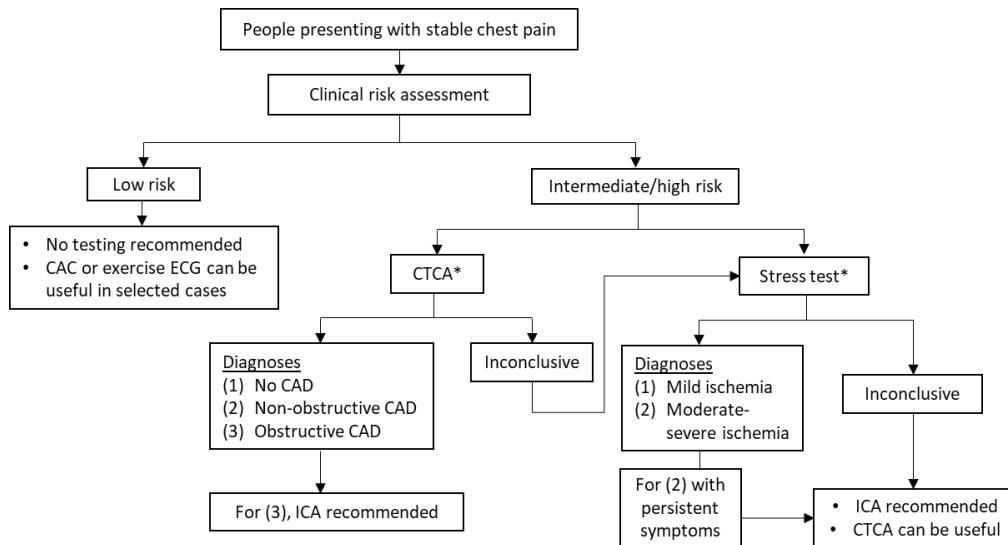 People presenting with stable chest pain
Clinical risk assessment
Low risk
Intermediate/high risk
• No testing recommended
• CAC or exercise ECG can be
useful in selected cases
CTCA*
Stress test*
Diagnoses
(1) No CAD
(2) Non-obstructive CAD
(3) Obstructive CAD
Inconclusive
Diagnoses
(1) Mild ischemia
(2) Moderate-
severe ischemia
Inconclusive
For (3), ICA recommended
For (2) with
persistent
symptoms
• ICA recommended
• CTCA can be useful